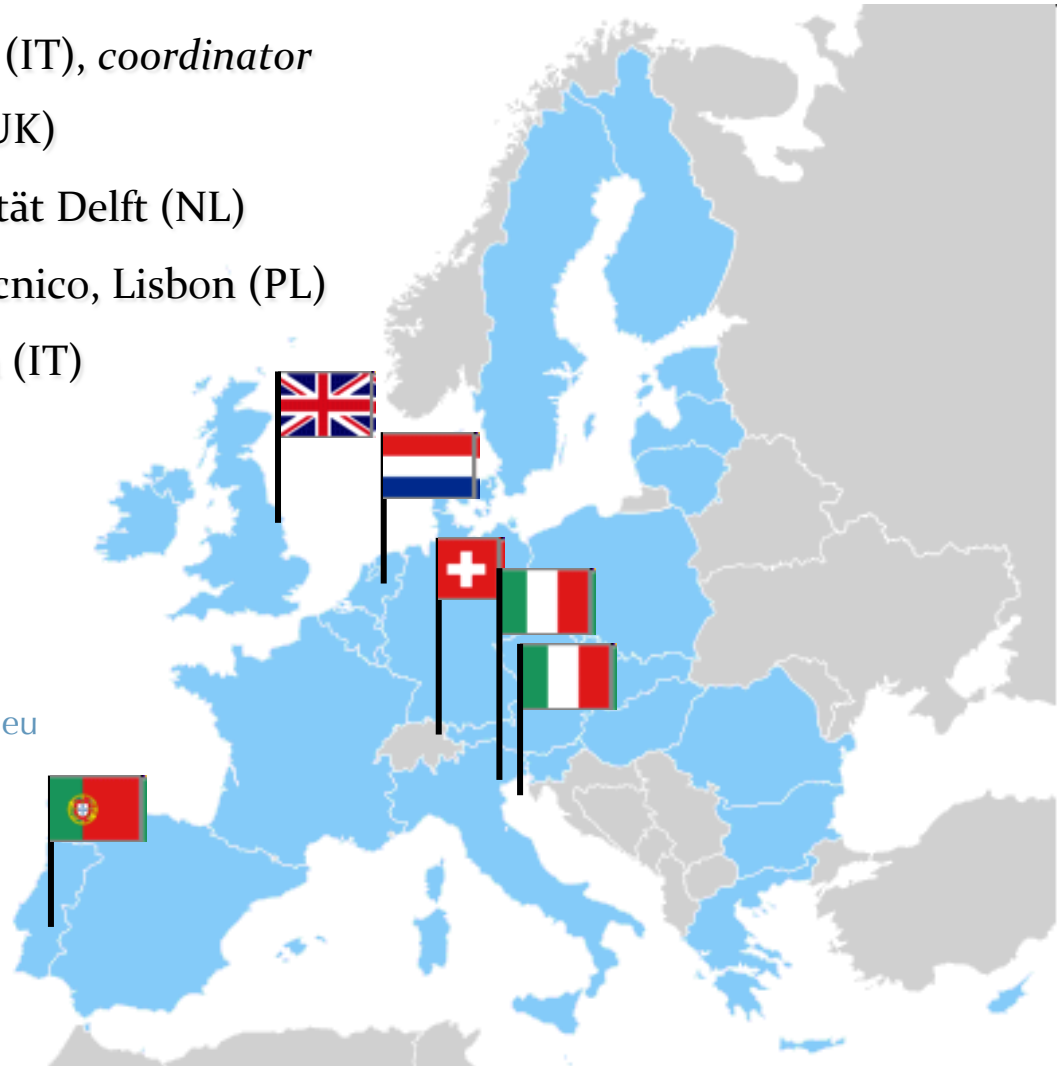 (IT), coordinator
UK)
tät Delft (NL)
cnico, Lisbon (PL)
(IT)
eu